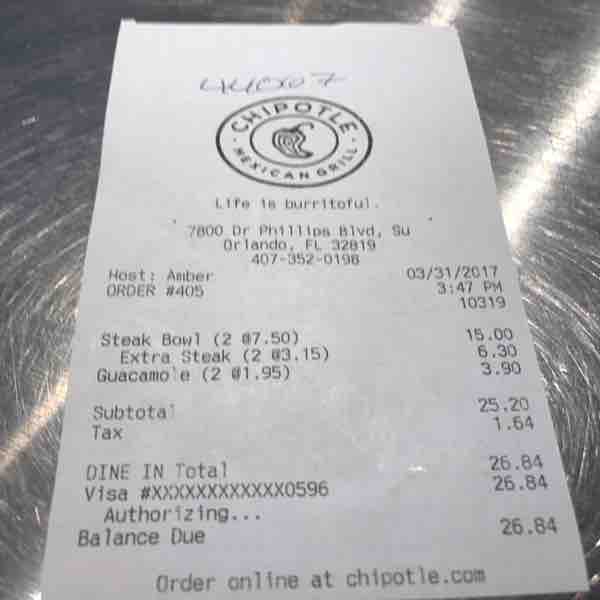 44007
CHIPOTLE
MEXICAN GRILL
Life is burritoful.
7800 Dr Phillips Blvd, Su
Orlando, FL 32819
407-352-0198
Host: Amber 03/31/2017
ORDER #405 3:47 PM
10319
Steak Bowl (2 @7.50) 15.00
Extra Steak (2 @3.15) 6.30
Guacamole (2 @1.95) 3.90
Subtotal 25.20
Tax 1.64
DINE IN Total 26.84
Visa #XXXXXXXXXXXX0596 26.84
Authorizing...
Balance Due 26.84
Order online at chipotle.com